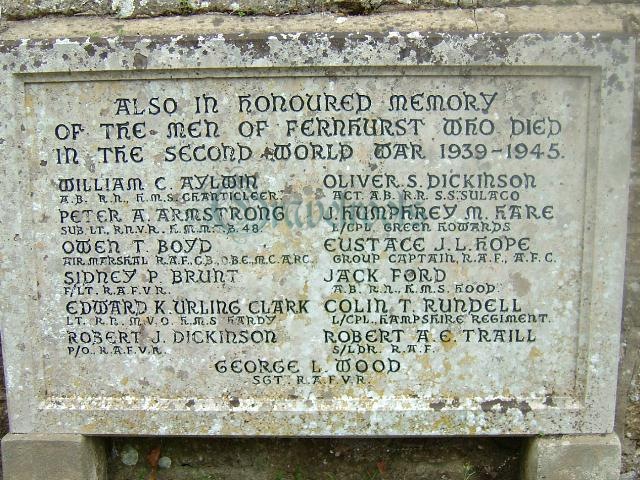 ALSO IN HONOURED MEMORY
OF THE MEN OF FERNHURST WHO DIED
IN THE SECOND WORLD WAR 1939-1945.
WILLIAM C. AYLWIN
A.B. R.N., H.M.S. CHANTICLEER.
PETER A. ARMSTRONG
SUB. LT., R.N.V.R., H.M.M.T.B. 48.
OWEN T. BOYD
AIR MARSHAL R.A.F., C.B., O.B.E., M.C., A.F.C.
SIDNEY P. BRUNT
F/LT. R.A.F.V.R.
EDWARD K. URLING CLARK
LT. R.N., M.V.O., H.M.S. HARDY.
ROBERT J. DICKINSON
P/O. R.A.F.V.R.
OLIVER S. DICKINSON
ACT. A.B. R.R. S.S. SULACO
J. HUMPHREY M. HARE
L/CPL. GREEN HOWARDS
EUSTACE J.L. HOPE
GROUP CAPTAIN, R.A.F., A.F.C.
JACK FORD
A.B. R.N., H.M.S. HOOD.
COLIN T. RUNDELL
L/CPL., HAMPSHIRE REGIMENT.
ROBERT A.E. TRAILL
S/LDR. R.A.F.
GEORGE L. WOOD
SGT. R.A.F.V.R.